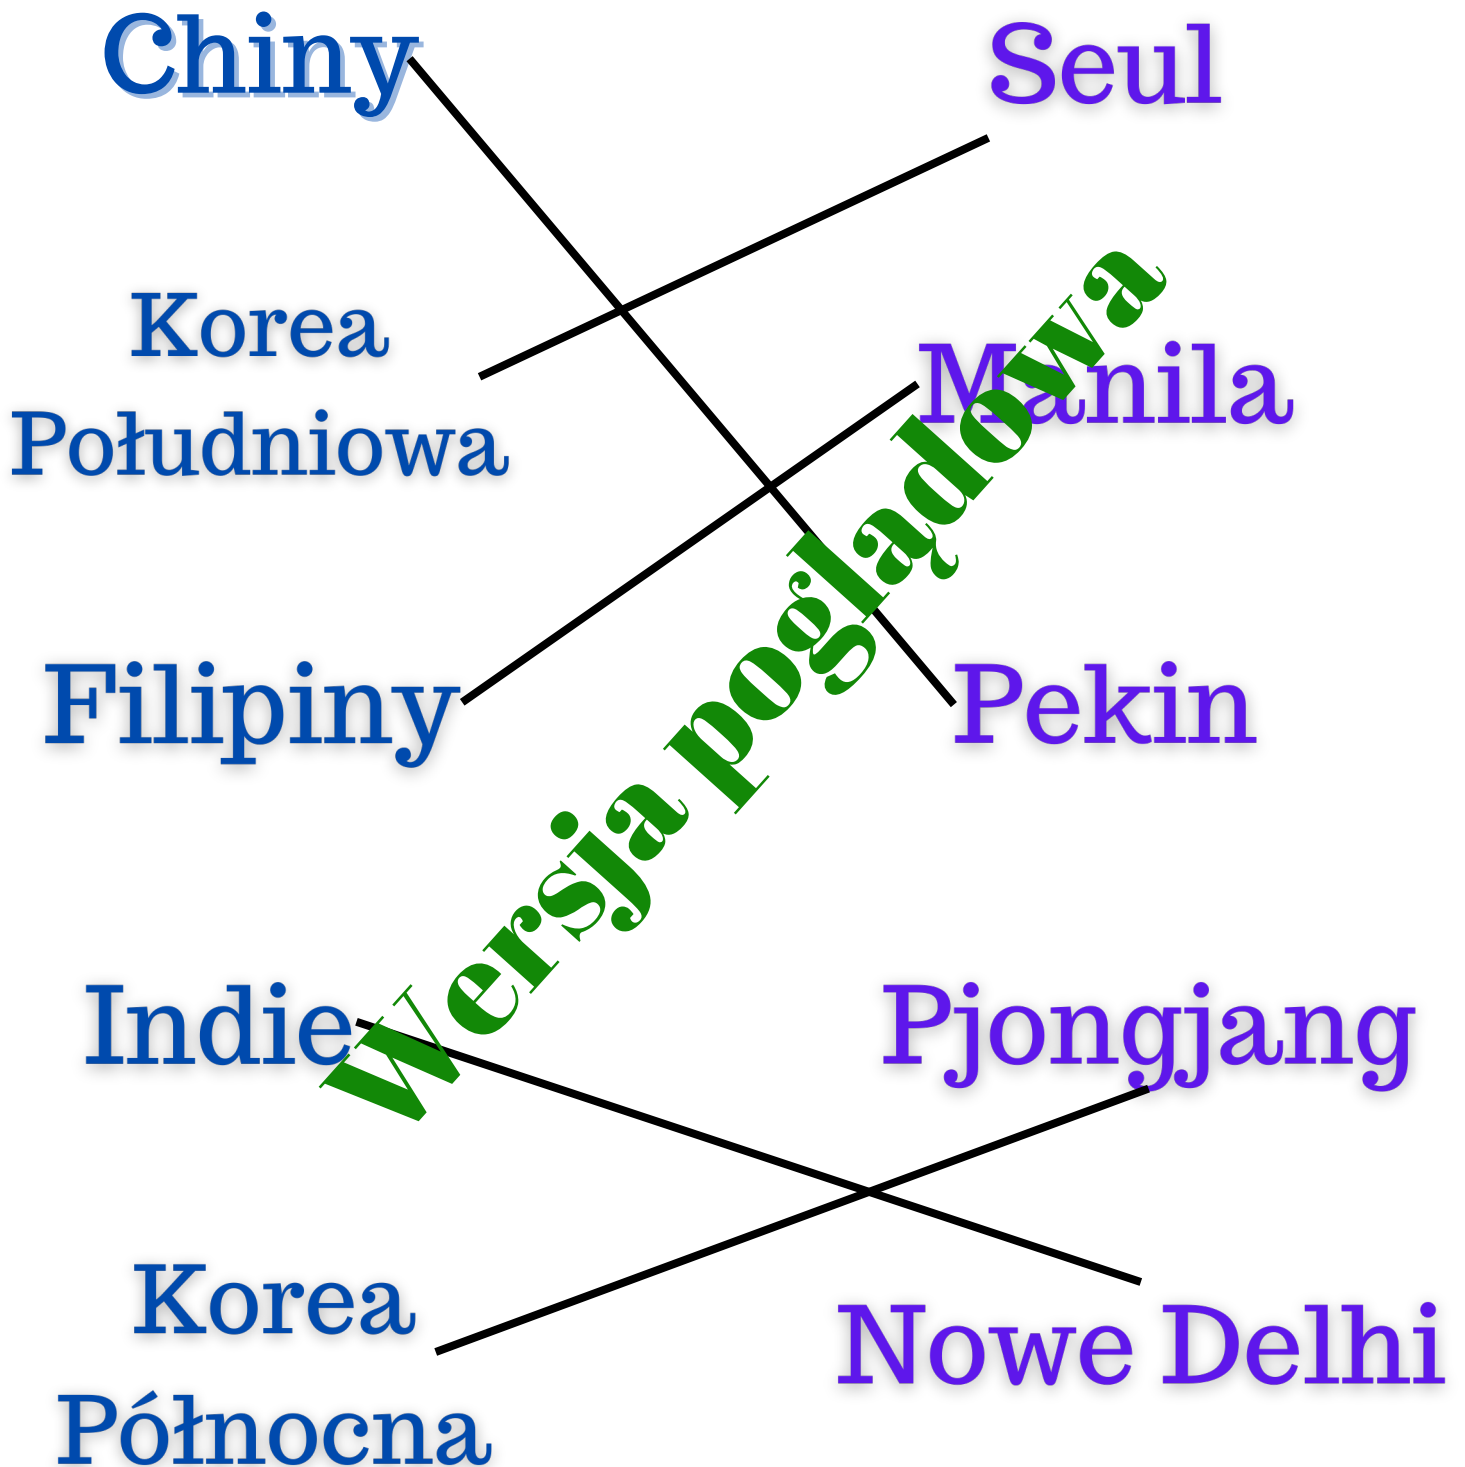 Chiny
Seul
Korea
Południowa
Manila
Filipiny
Pekin
Wersja poglądowa
Indie
Pjongjang
Korea
Północna
Nowe Delhi